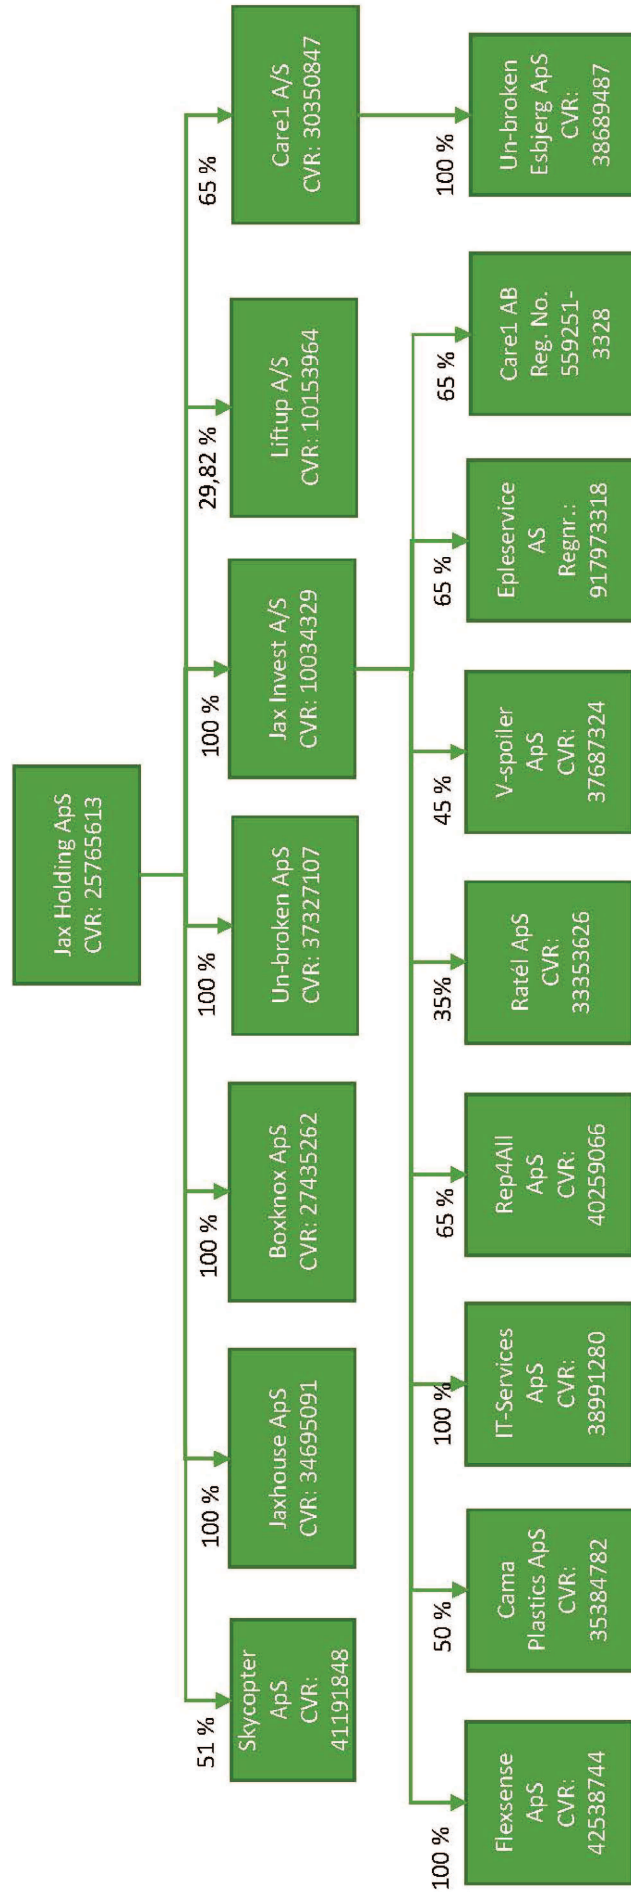 Jax Holding ApS
CVR: 25765613
51 %
100 %
100 %
100 %
100 %
29,82 %
65 %
Skycopter
ApS
CVR:
41191848
Jaxhouse ApS
CVR: 34695091
Boxknox ApS
CVR: 27435262
Un-broken ApS
CVR: 37327107
Jax Invest A/S
CVR: 10034329
Liftup A/S
CVR: 10153964
Care1 A/S
CVR: 30350847
100 %
50 %
100 %
65 %
35%
45 %
65 %
65 %
100 %
Flexsense
ApS
CVR:
42538744
Cama
Plastics ApS
CVR:
35384782
IT-Services
ApS
CVR:
38991280
Rep4All
ApS
CVR:
40259066
Ratél ApS
CVR:
33353626
V-spoiler
ApS
CVR:
37687324
Epleservice
AS
Regnr.:
917973318
Care1 AB
Reg. No.
559251-
3328
Un-broken
Esbjerg ApS
CVR:
38689487